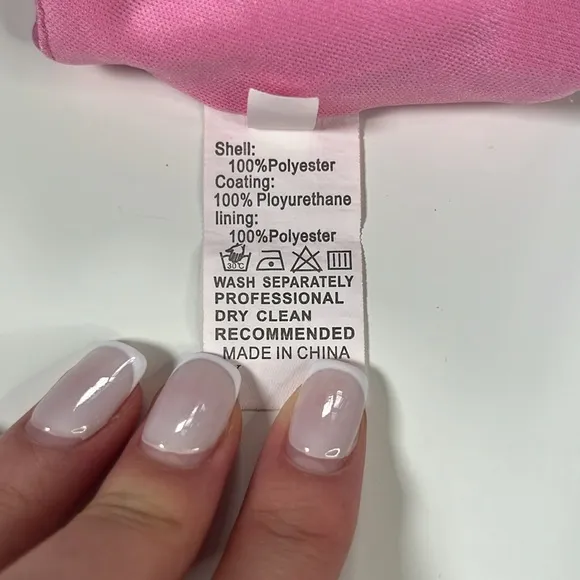 Shell:
100%Polyester
Coating:
100% Ployurethane
lining:
100%Polyester
30°C
WASH SEPARATELY
PROFESSIONAL
DRY CLEAN
RECOMMENDED
MADE IN CHINA